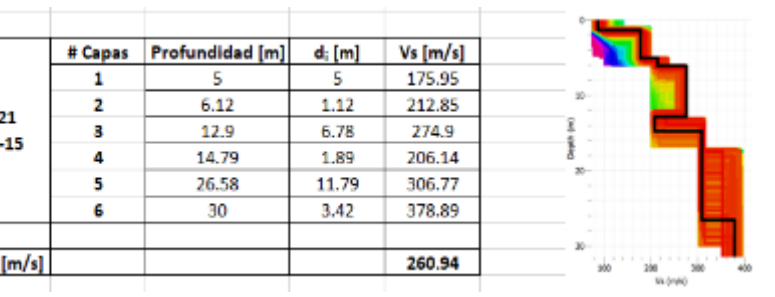 # Capas Profundidad [m] di [m] Vs [m/s]
1 5 5 175.95
2 6.12 1.12 212.85
21
3 12.9 6.78 274.9
-15
4 14.79 1.89 206.14
5 26.58 11.79 306.77
6 30 3.42 378.89
[m/s] 260.94
0
10
20
30
Depth (m)
100 200 300 400
Vs (m/s)